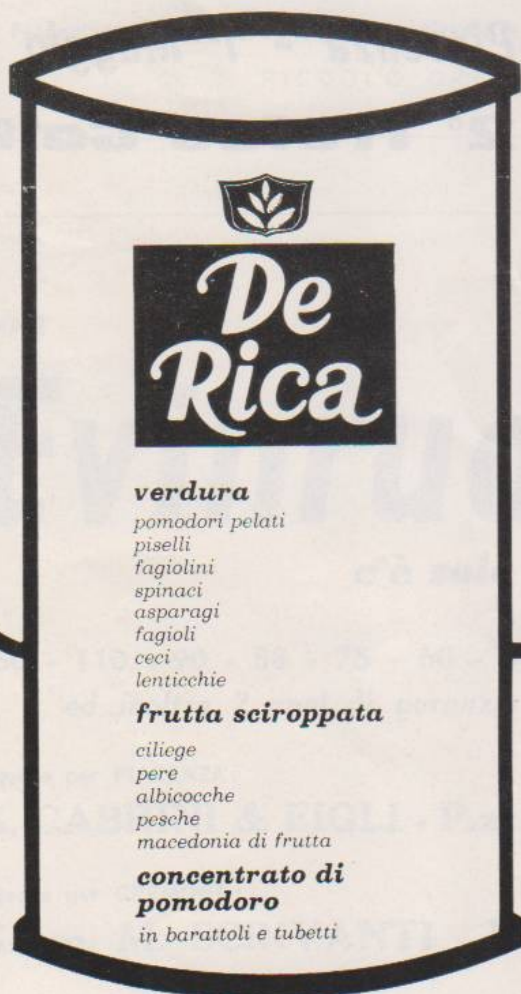 De
Rica
verdura
pomodori pelati
piselli
fagiolini
spinaci
asparagi
fagioli
ceci
lenticchie
frutta sciroppata
ciliege
pere
albicocche
pesche
macedonia di frutta
concentrato di
pomodoro
in barattoli e tubetti